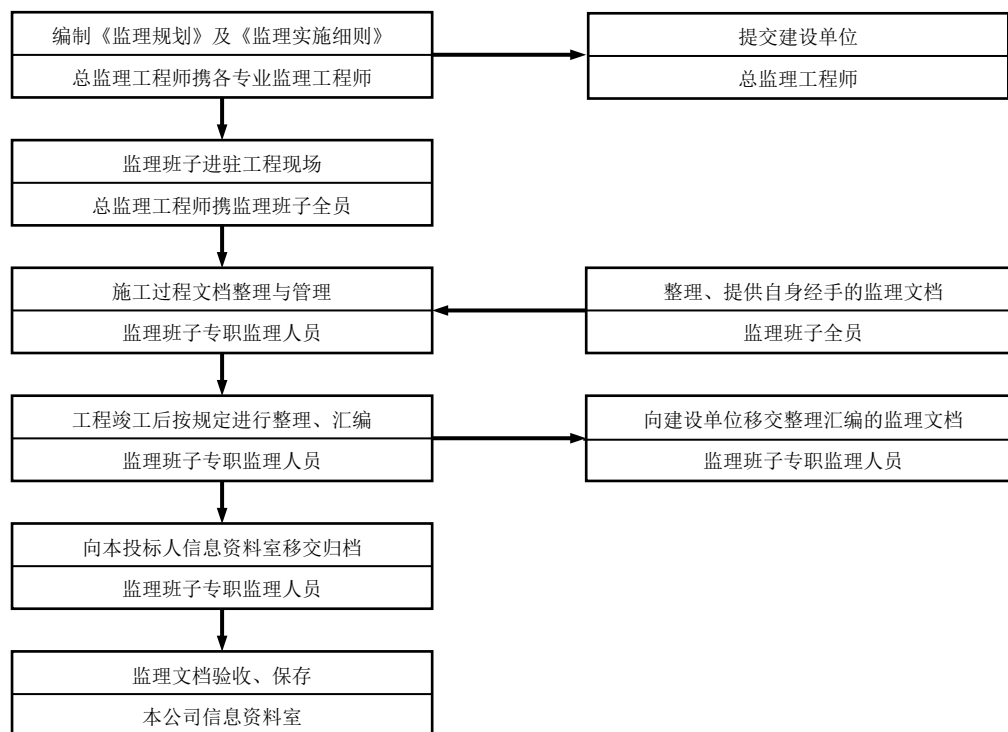 编制《监理规划》及《监理实施细则》
总监理工程师携各专业监理工程师
提交建设单位
总监理工程师
监理班子进驻工程现场
总监理工程师携监理班子全员
施工过程文档整理与管理
监理班子专职监理人员
整理、提供自身经手的监理文档
监理班子全员
工程竣工后按规定进行整理、汇编
监理班子专职监理人员
向建设单位移交整理汇编的监理文档
监理班子专职监理人员
向本投标人信息资料室移交归档
监理班子专职监理人员
监理文档验收、保存
本公司信息资料室